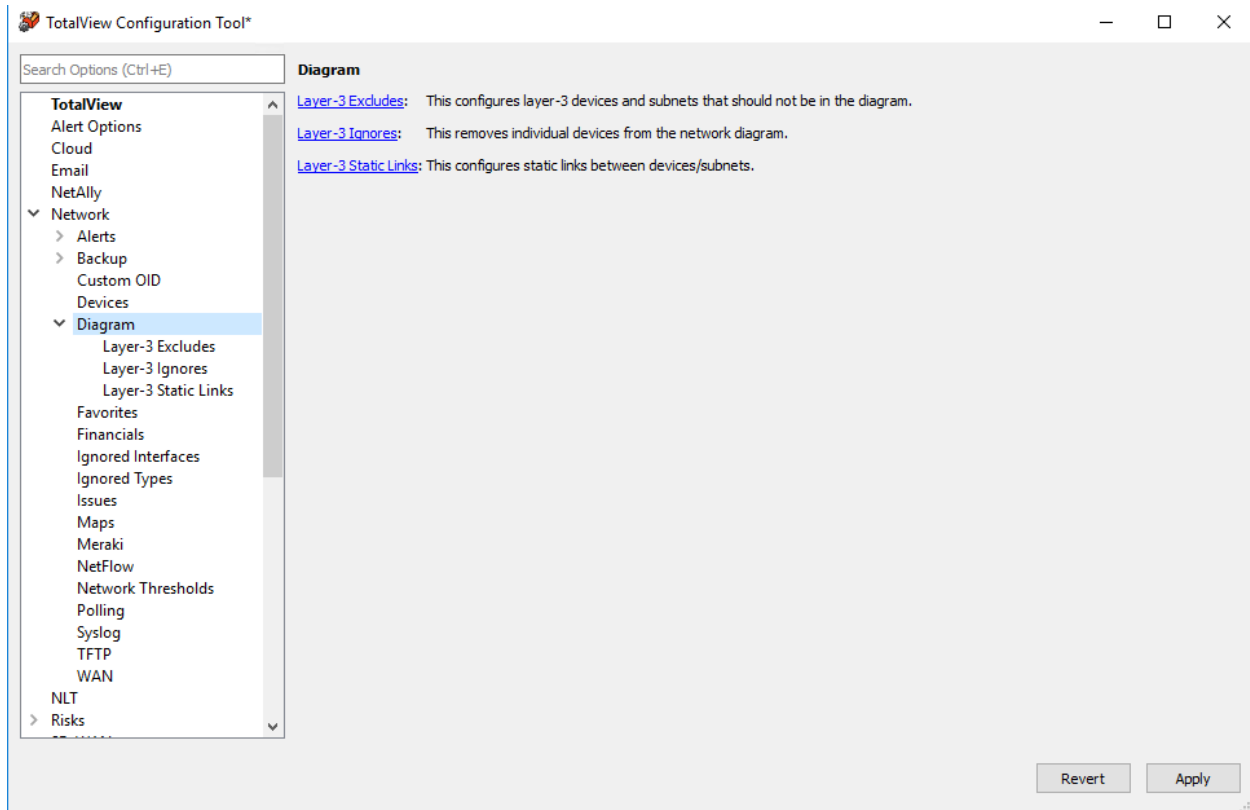 TotalView Configuration Tool*
Search Options (Ctrl+E)
TotalView
Alert Options
Cloud
Email
NetAlly
Network
Alerts
Backup
Custom OID
Devices
Diagram
Layer-3 Excludes
Layer-3 Ignores
Layer-3 Static Links
Favorites
Financials
Ignored Interfaces
Ignored Types
Issues
Maps
Meraki
NetFlow
Network Thresholds
Polling
Syslog
TFTP
WAN
NLT
Risks
Diagram
Layer-3 Excludes: This configures layer-3 devices and subnets that should not be in the diagram.
Layer-3 Ignores: This removes individual devices from the network diagram.
Layer-3 Static Links: This configures static links between devices/subnets.
Revert Apply